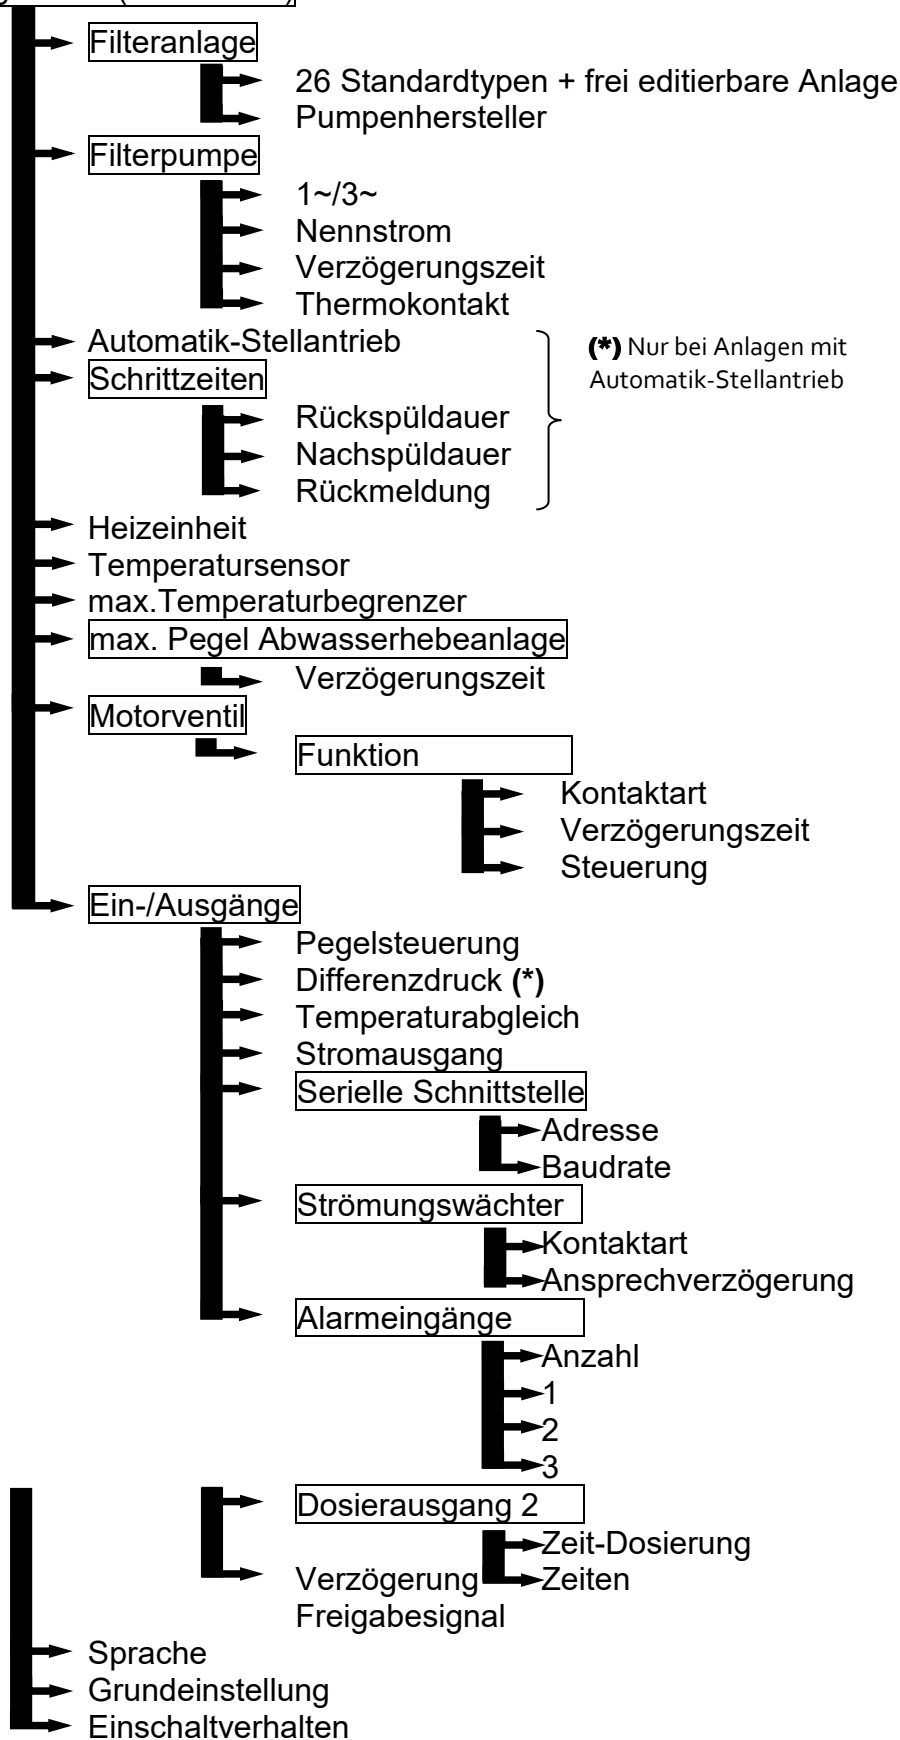 Filteranlage
26 Standardtypen + frei editierbare Anlage
Pumpenhersteller
Filterpumpe
1~/3~
Nennstrom
Verzögerungszeit
Thermokontakt
Automatik-Stellantrieb
(*) Nur bei Anlagen mit
Automatik-Stellantrieb
Schrittzeiten
Rückspüldauer
Nachspüldauer
Rückmeldung
Heizeinheit
Temperatursensor
max.Temperaturbegrenzer
max. Pegel Abwasserhebeanlage
Verzögerungszeit
Motorventil
Funktion
Kontaktart
Verzögerungszeit
Steuerung
Ein-/Ausgänge
Pegelsteuerung
Differenzdruck (*)
Temperaturabgleich
Stromausgang
Serielle Schnittstelle
Adresse
Baudrate
Strömungswächter
Kontaktart
Ansprechverzögerung
Alarmeingänge
Anzahl
1
2
3
Dosierausgang 2
Zeit-Dosierung
Zeiten
Verzögerung
Freigabesignal
Sprache
Grundeinstellung
Einschaltverhalten